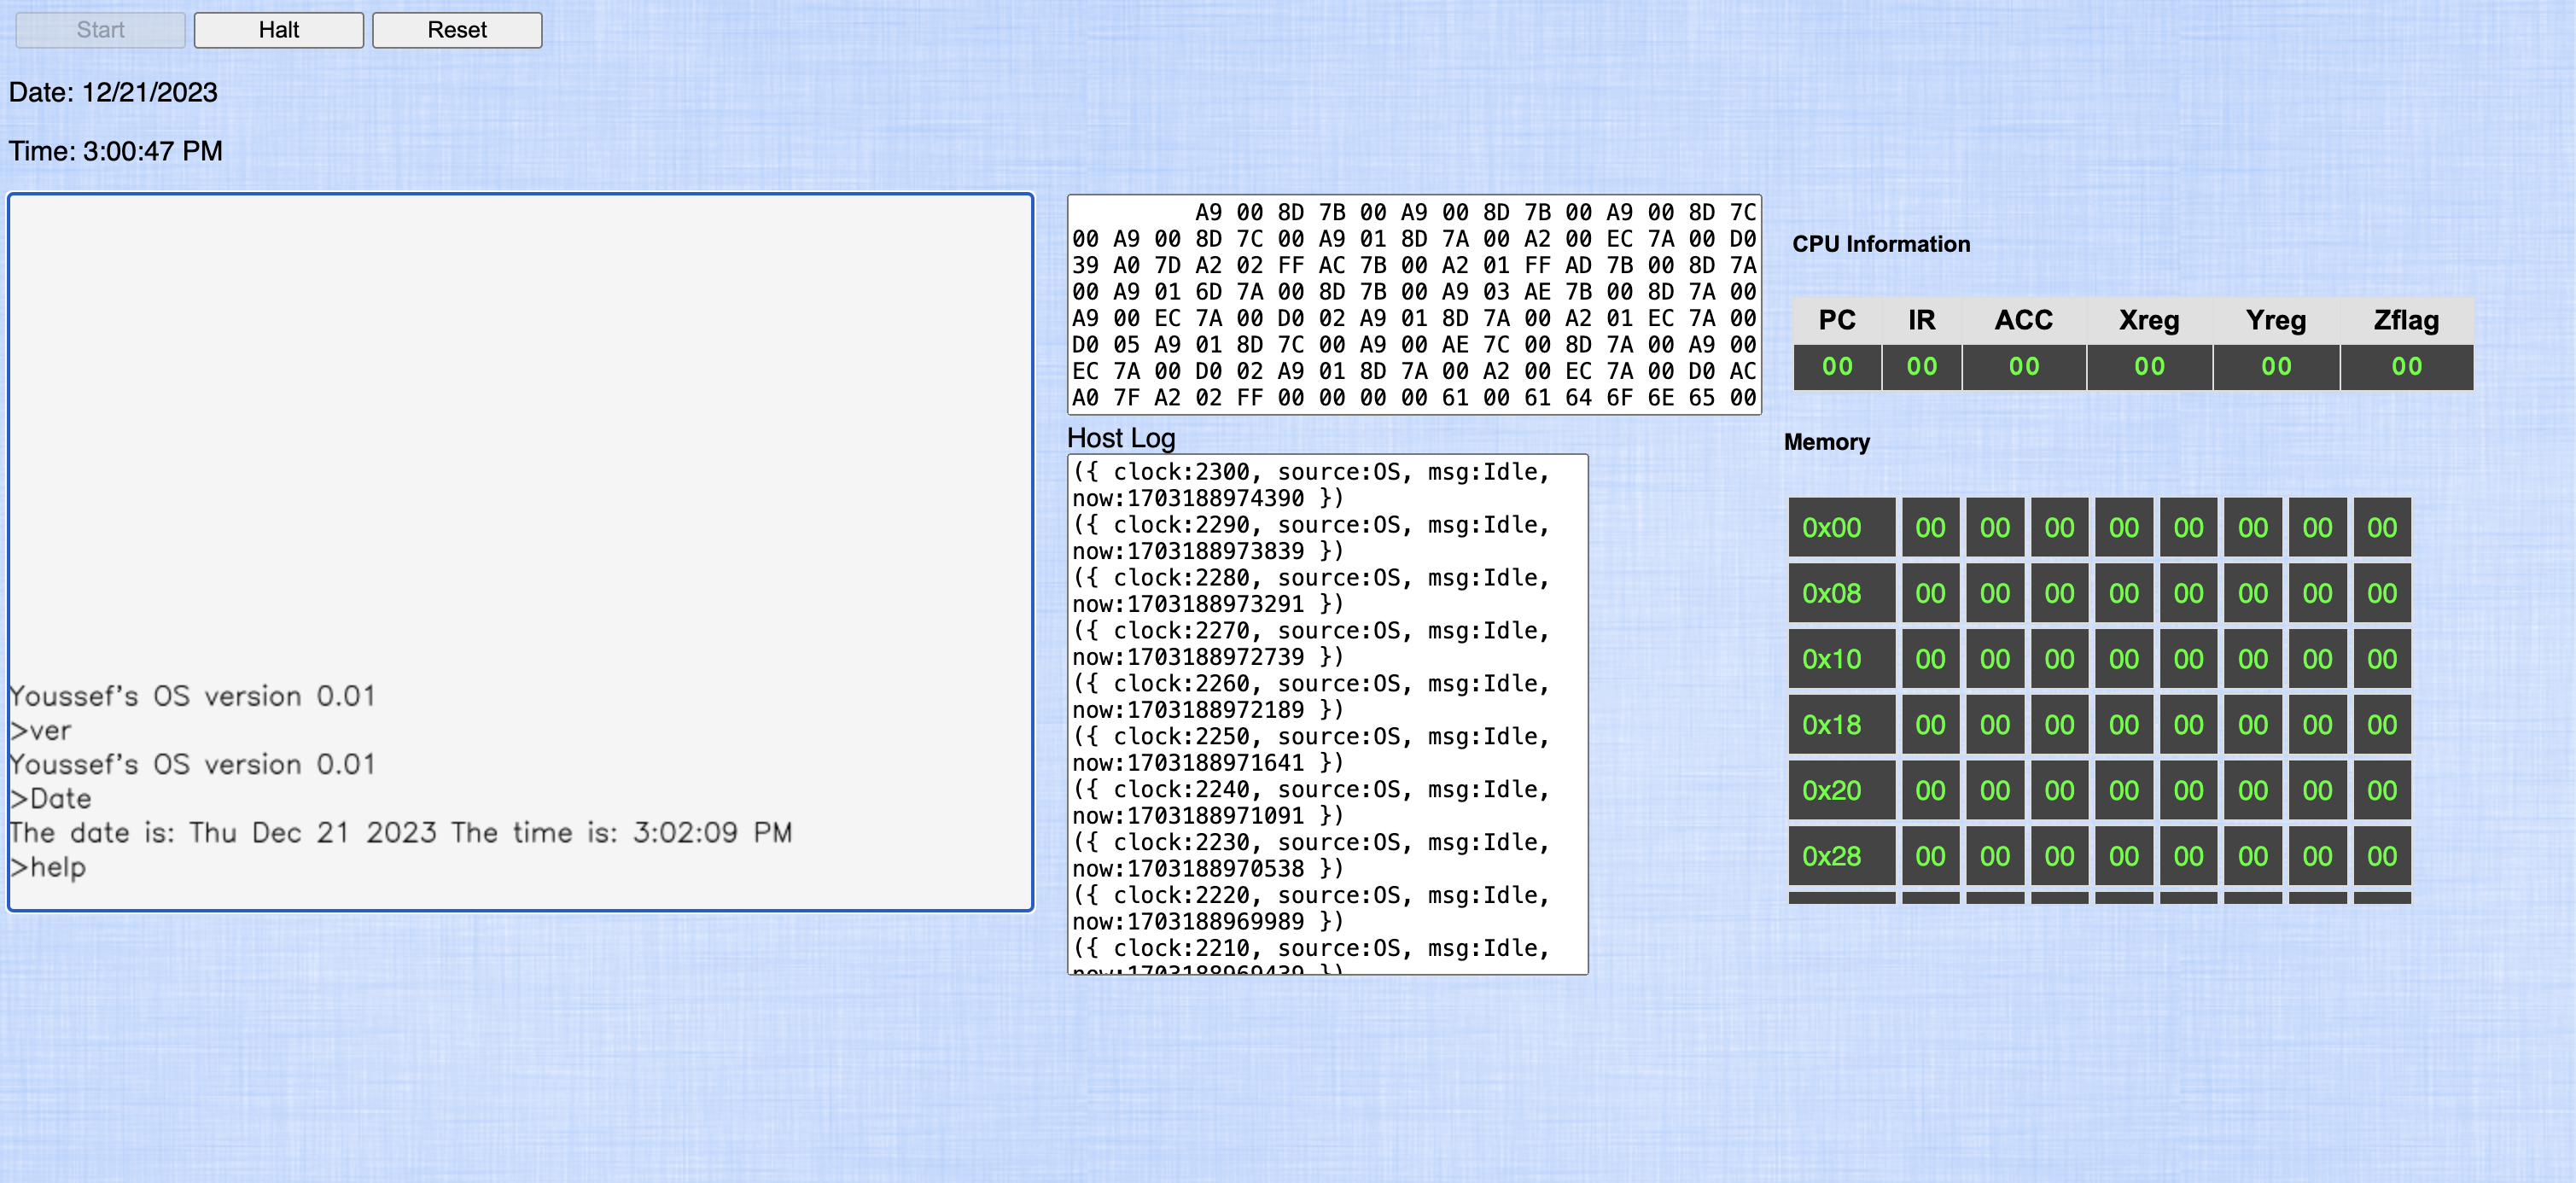 Start Halt Reset
Date: 12/21/2023
Time: 3:00:47 PM
Youssef's OS version 0.01
>ver
Youssef's OS version 0.01
>Date
The date is: Thu Dec 21 2023 The time is: 3:02:09 PM
>help
A9 00 8D 7B 00 A9 00 8D 7B 00 A9 00 8D 7C
00 A9 00 8D 7C 00 A9 01 8D 7A 00 A2 00 EC 7A 00 D0
39 A0 7D A2 02 FF AC 7B 00 A2 01 FF AD 7B 00 8D 7A
00 A9 01 6D 7A 00 8D 7B 00 A9 03 AE 7B 00 8D 7A 00
A9 00 EC 7A 00 D0 02 A9 01 8D 7A 00 A2 01 EC 7A 00
D0 05 A9 01 8D 7C 00 A9 00 AE 7C 00 8D 7A 00 A9 00
EC 7A 00 D0 02 A9 01 8D 7A 00 A2 00 EC 7A 00 D0 AC
A0 7F A2 02 FF 00 00 00 00 61 00 61 64 6F 6E 65 00
Host Log
({ clock:2300, source:OS, msg:Idle,
now:1703188974390 })
({ clock:2290, source:OS, msg:Idle,
now:1703188973839 })
({ clock:2280, source:OS, msg:Idle,
now:1703188973291 })
({ clock:2270, source:OS, msg:Idle,
now:1703188972739 })
({ clock:2260, source:OS, msg:Idle,
now:1703188972189 })
({ clock:2250, source:OS, msg:Idle,
now:1703188971641 })
({ clock:2240, source:OS, msg:Idle,
now:1703188971091 })
({ clock:2230, source:OS, msg:Idle,
now:1703188970538 })
({ clock:2220, source:OS, msg:Idle,
now:1703188969989 })
({ clock:2210, source:OS, msg:Idle,
now:1703188969439 })
CPU Information
PC IR ACC Xreg Yreg Zflag
00 00 00 00 00 00
Memory
0x00 00 00 00 00 00 00 00 00
0x08 00 00 00 00 00 00 00 00
0x10 00 00 00 00 00 00 00 00
0x18 00 00 00 00 00 00 00 00
0x20 00 00 00 00 00 00 00 00
0x28 00 00 00 00 00 00 00 00